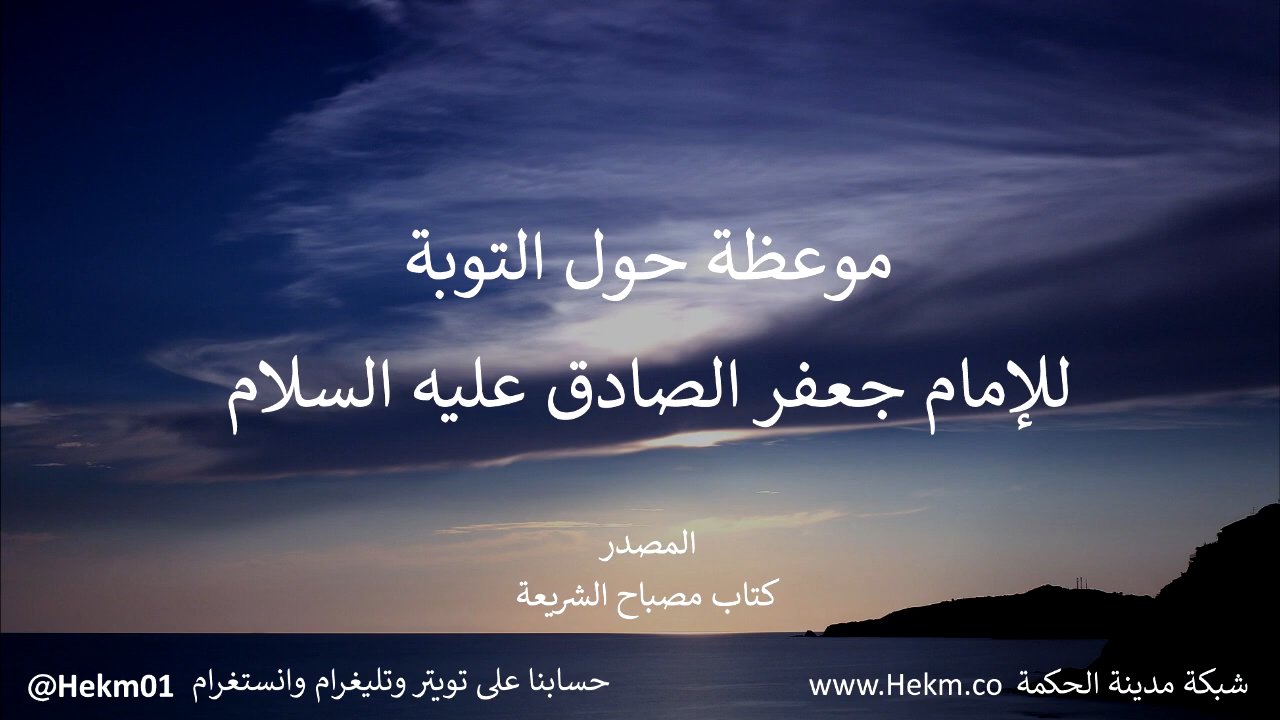 موعظة حول التوبة
للإمام جعفر الصادق عليه السلام
المصدر
كتاب مصباح الشريعة
شبكة مدينة الحكمة www.Hekm.co
حسابنا على تويتر وتليغرام وانستغرام @Hekm01